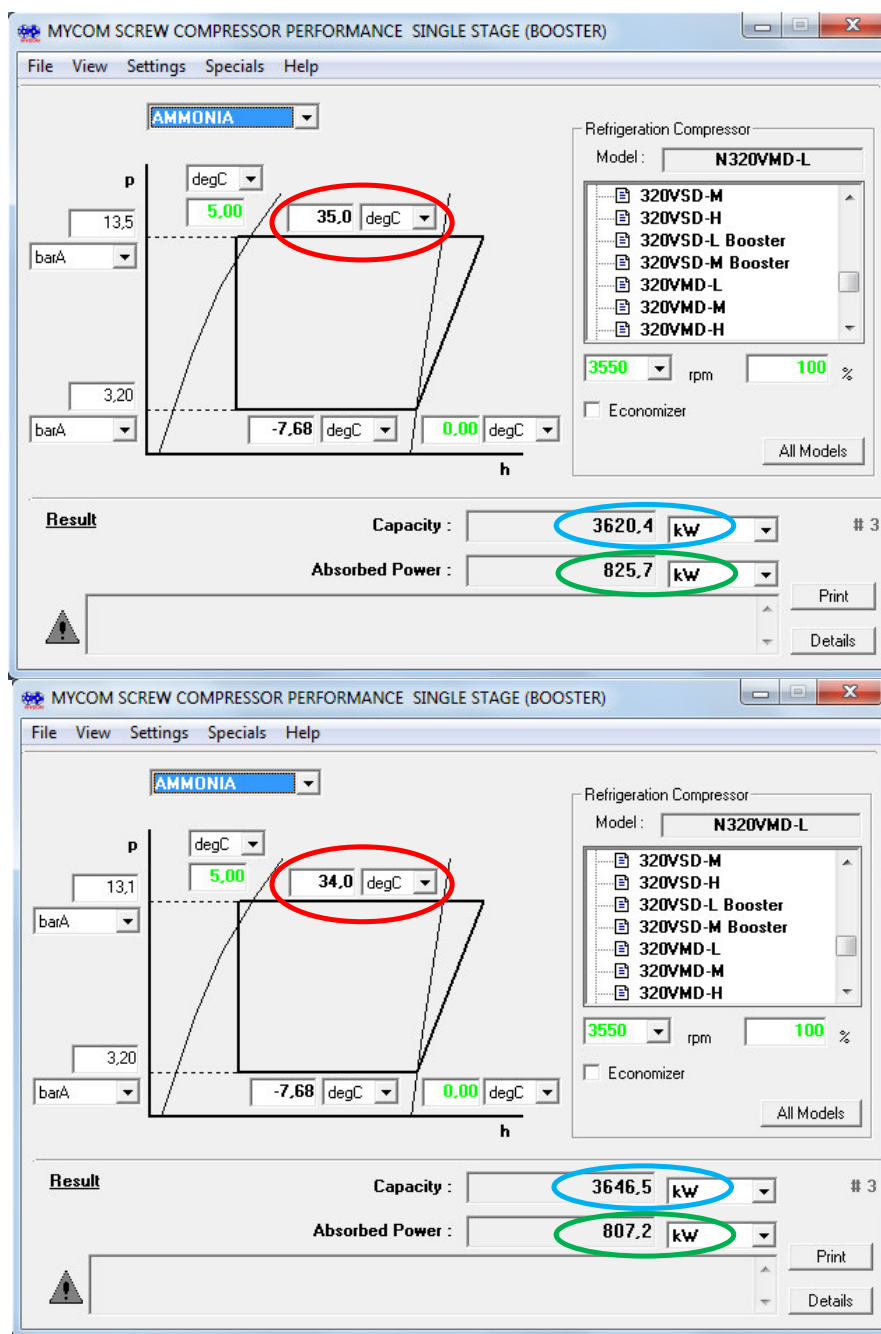 MYCOM SCREW COMPRESSOR PERFORMANCE SINGLE STAGE (BOOSTER)
File View Settings Specials Help
AMMONIA
Refrigeration Compressor
Model : N320VMD-L
p
degC
5,00
35,0 degC
13,5
barA
320VSD-M
320VSD-H
320VSD-L Booster
320VSD-M Booster
320VMD-L
320VMD-M
320VMD-H
3550 rpm 100 %
3,20
barA
-7,68 degC 0,00 degC
h
Economizer
All Models
Result
Capacity : 3620,4 kW # 3
Absorbed Power : 825,7 kW
Print
Details
MYCOM SCREW COMPRESSOR PERFORMANCE SINGLE STAGE (BOOSTER)
File View Settings Specials Help
AMMONIA
Refrigeration Compressor
Model : N320VMD-L
p
degC
5,00
34,0 degC
13,1
barA
320VSD-M
320VSD-H
320VSD-L Booster
320VSD-M Booster
320VMD-L
320VMD-M
320VMD-H
3550 rpm 100 %
3,20
barA
-7,68 degC 0,00 degC
h
Economizer
All Models
Result
Capacity : 3646,5 kW # 3
Absorbed Power : 807,2 kW
Print
Details